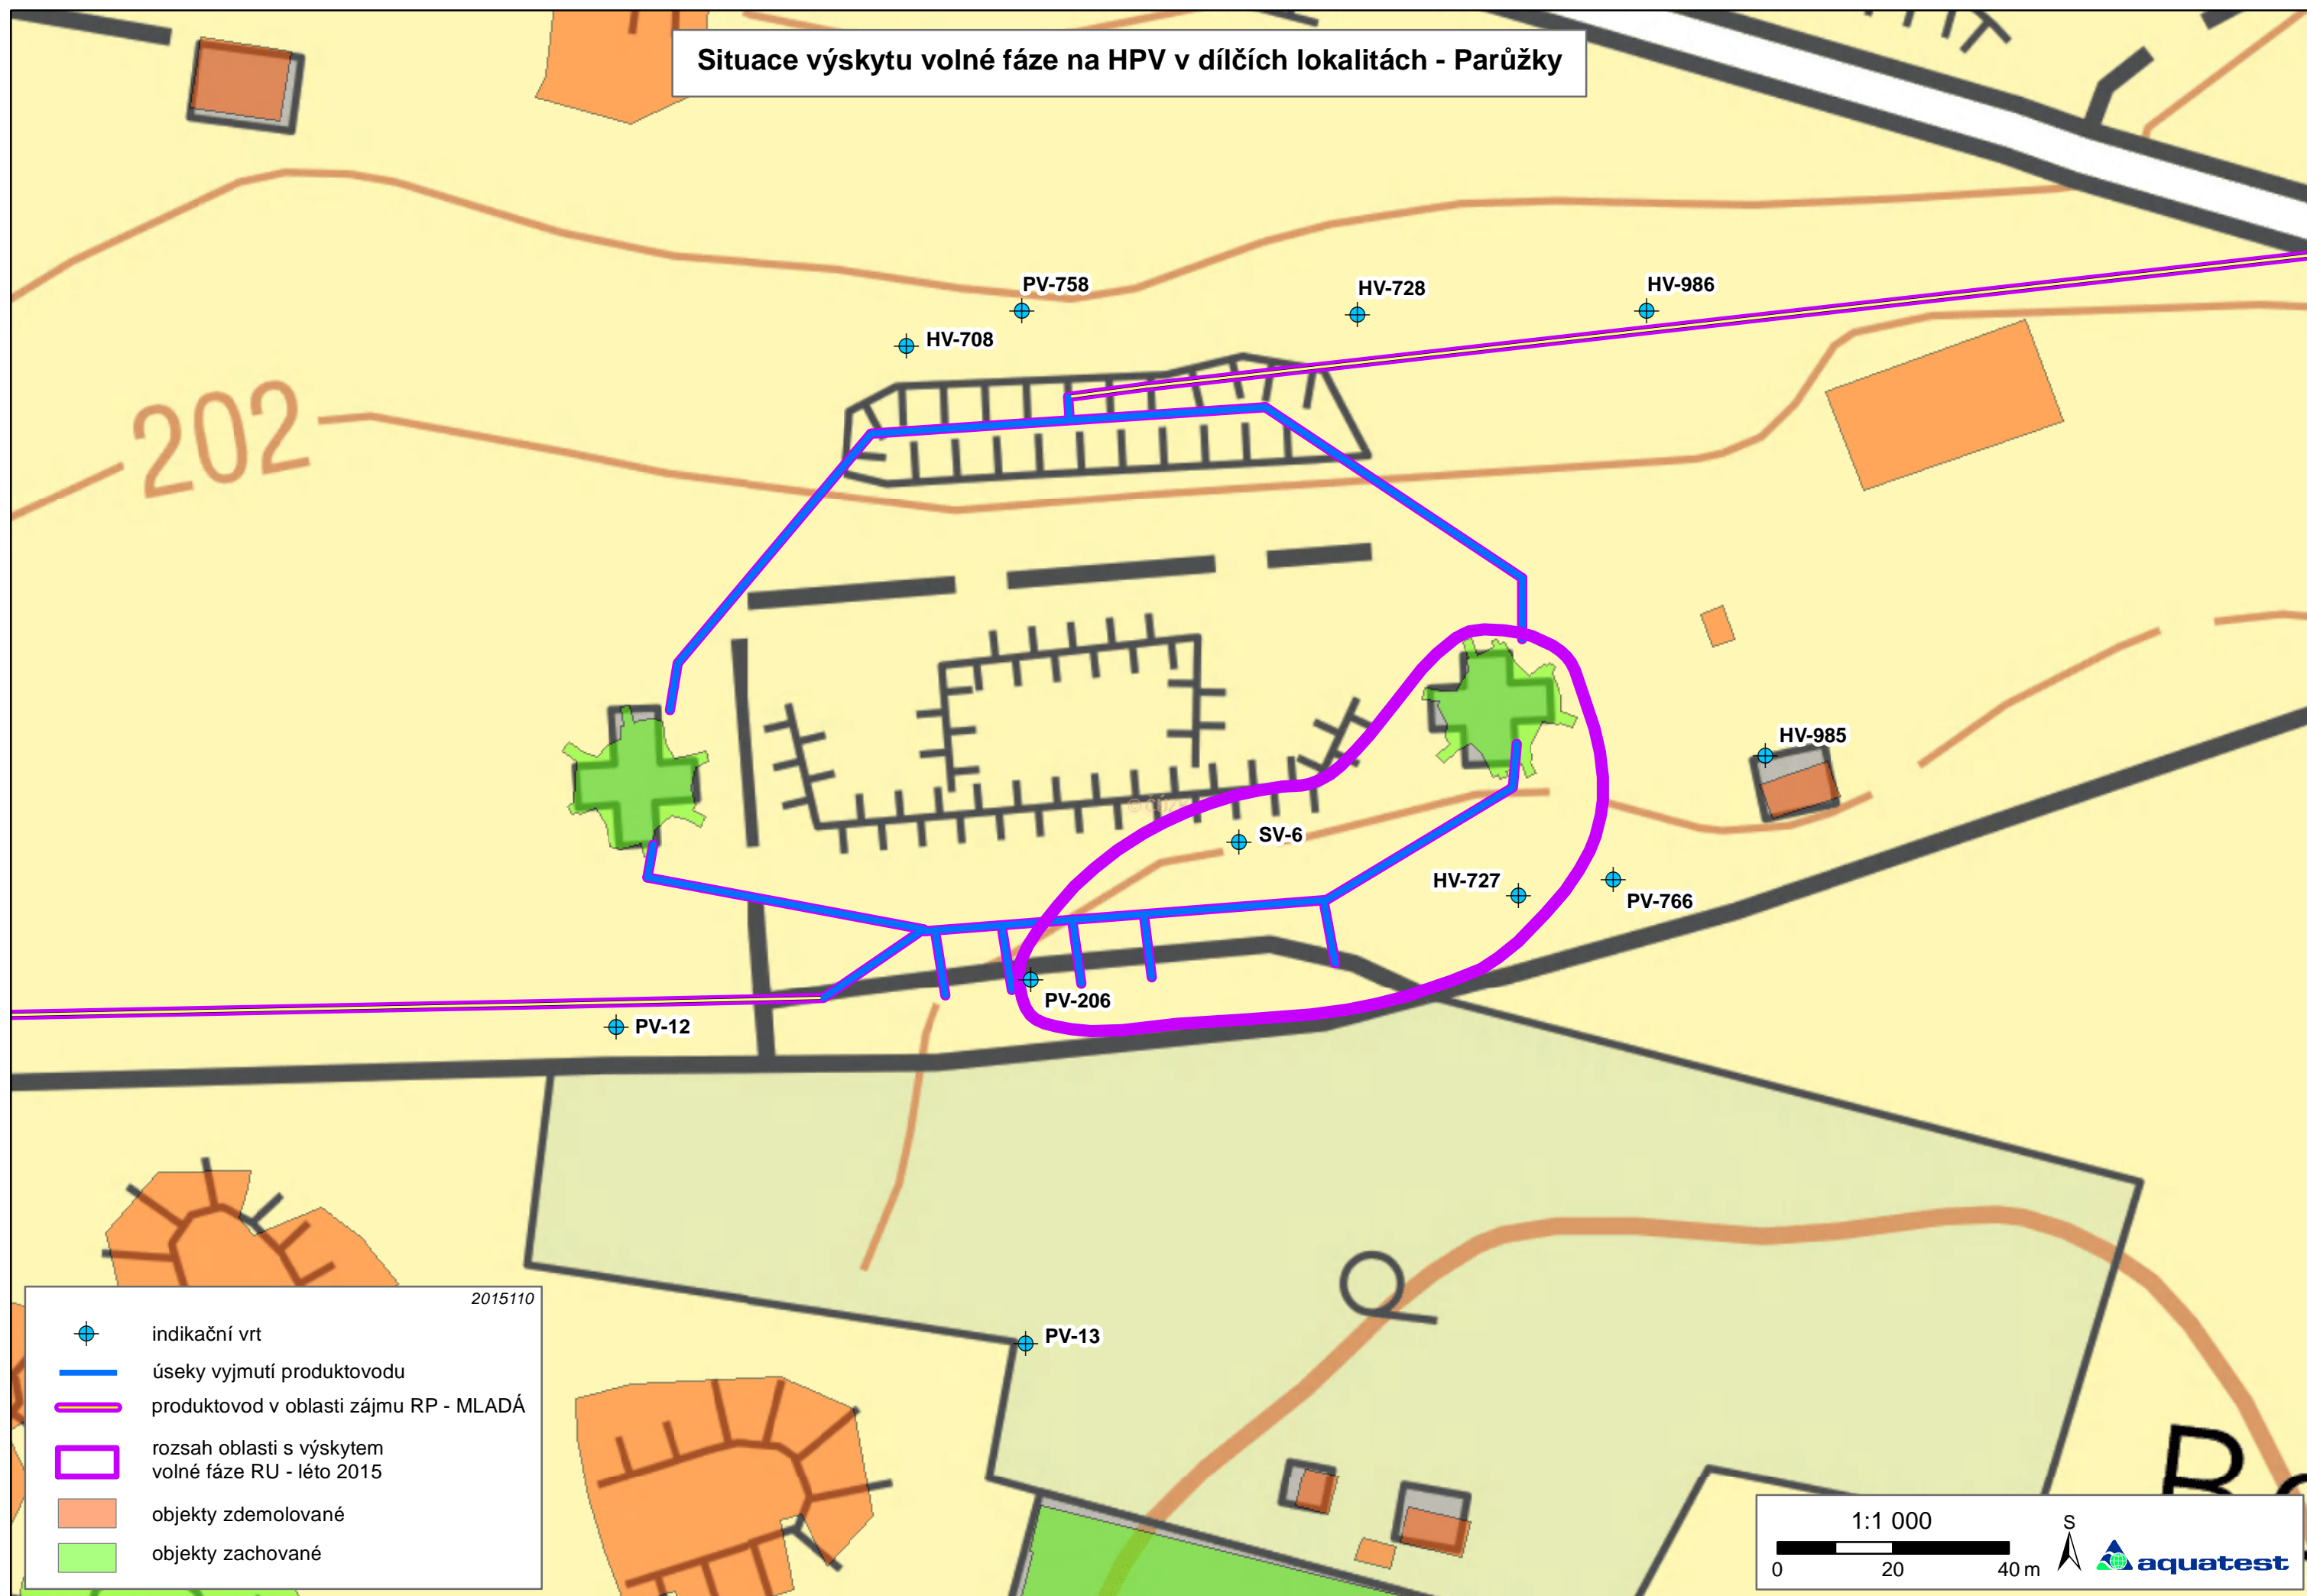 Situace výskytu volné fáze na HPV v dílčích lokalitách - Parůžky
PV-758
HV-728
HV-986
HV-708
202
HV-985
SV-6
HV-727
PV-766
PV-206
PV-12
PV-13
2015110
indikační vrt
úseky vyjmutí produktovodu
produktovod v oblasti zájmu RP - MLADÁ
rozsah oblasti s výskytem
volné fáze RU - léto 2015
objekty zdemolované
objekty zachované
1:1 000
S
0 20 40 m
aquatest